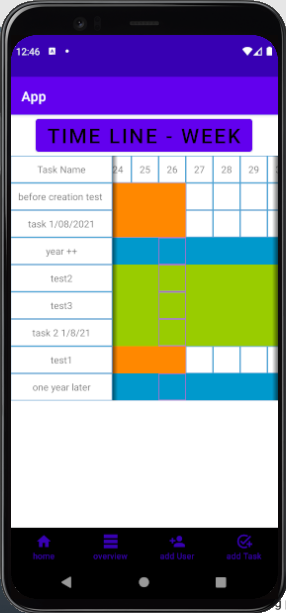 12:46
App
TIME LINE - WEEK
Task Name 24 25 26 27 28 29
before creation test
task 1/08/2021
year ++
test2
test3
task 2 1/8/21
test1
one year later
home overview add User add Task